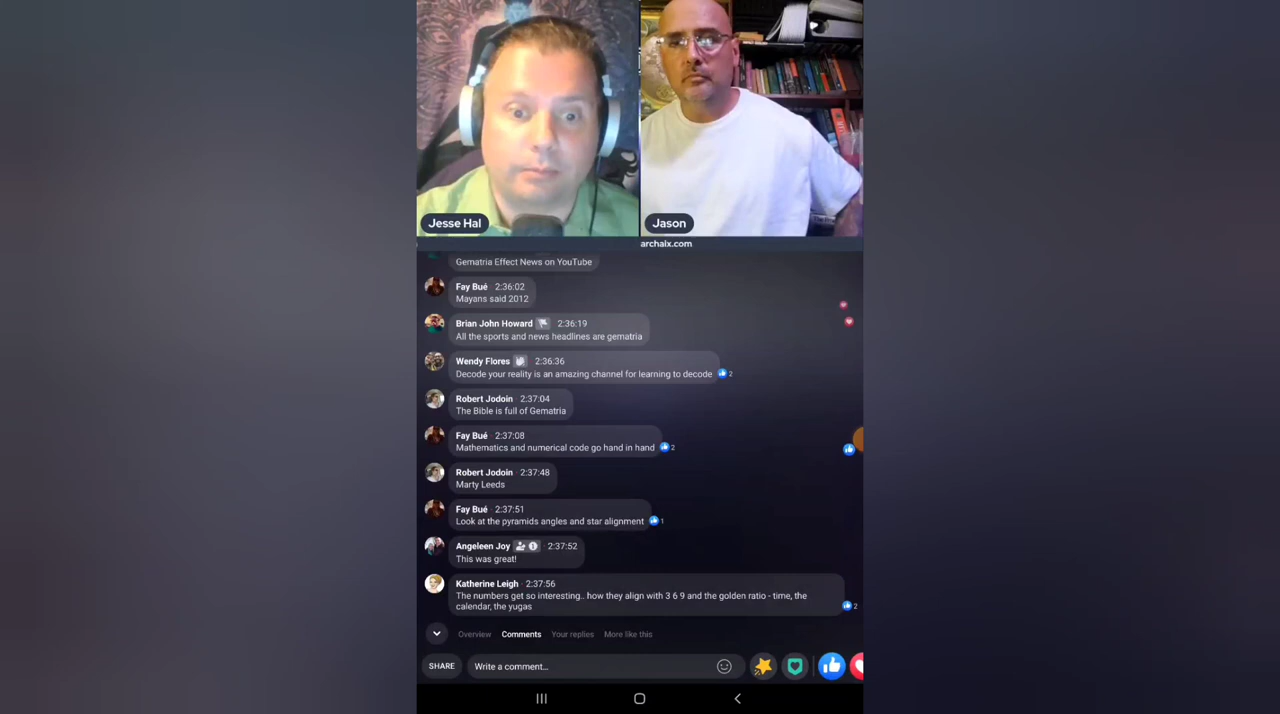 Jesse Hal
Jason
archaix.com
Gematria Effect News on YouTube
Fay Bué · 2:36:02
Mayans said 2012
Brian John Howard 2:36:19
All the sports and news headlines are gematria
Wendy Flores 2:36:36
Decode your reality is an amazing channel for learning to decode
2
Robert Jodoin · 2:37:04
The Bible is full of Gematria
Fay Bué · 2:37:08
Mathematics and numerical code go hand in hand
2
Robert Jodoin · 2:37:48
Marty Leeds
Fay Bué · 2:37:51
Look at the pyramids angles and star alignment
1
Angeleen Joy 2:37:52
This was great!
Katherine Leigh · 2:37:56
The numbers get so interesting.. how they align with 3 6 9 and the golden ratio - time, the
calendar, the yugas
2
Overview Comments Your replies More like this
SHARE Write a comment...